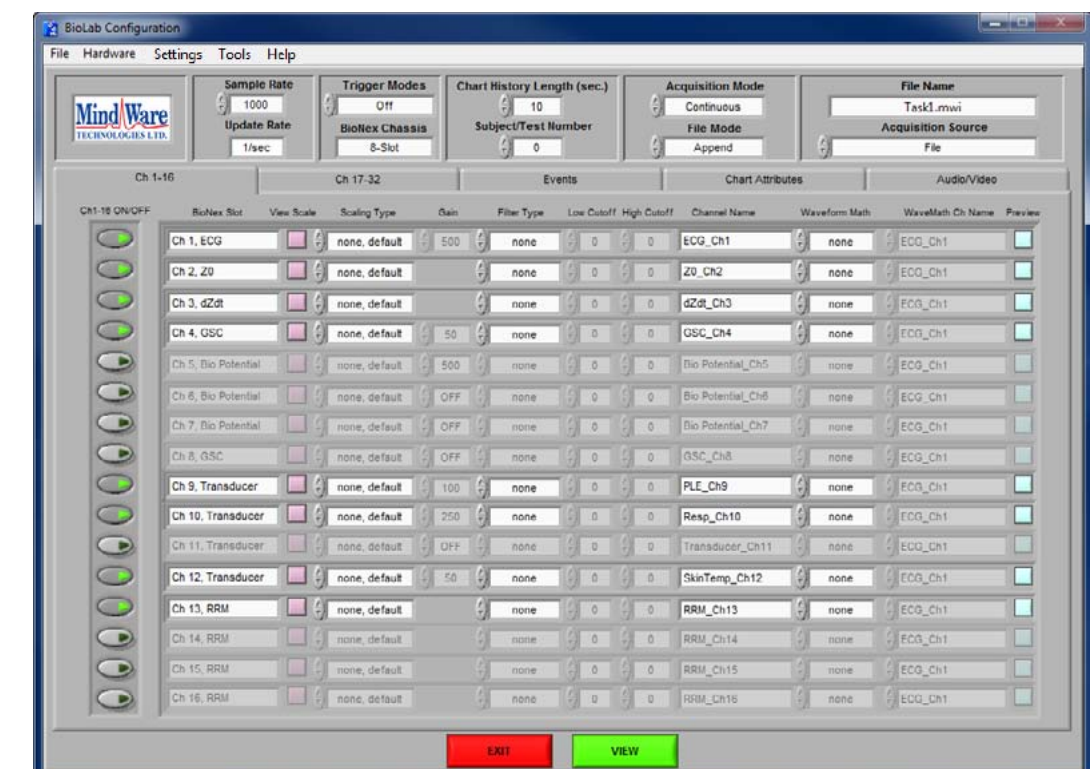 BioLab Configuration
File Hardware Settings Tools Help
MindWare
TECHNOLOGIES LTD.
Sample Rate
1000
Update Rate
1/sec
Trigger Modes
Off
BioNex Chassis
8-Slot
Chart History Length (sec.)
10
Subject/Test Number
0
Acquisition Mode
Continuous
File Mode
Append
File Name
Task1.mwi
Acquisition Source
File
Ch 1-16 Ch 17-32 Events Chart Attributes Audio/Video
Ch1-16 ON/OFF BioNex Slot View Scale Scaling Type Gain Filter Type Low Cutoff High Cutoff Channel Name Waveform Math WaveMath Ch Name Preview
Ch 1, ECG none, default 500 none 0 0 ECG_Ch1 none ECG_Ch1
Ch 2, Z0 none, default none 0 0 Z0_Ch2 none ECG_Ch1
Ch 3, dZdt none, default none 0 0 dZdt_Ch3 none ECG_Ch1
Ch 4, GSC none, default 50 none 0 0 GSC_Ch4 none ECG_Ch1
Ch 5, Bio Potential none, default 500 none 0 0 Bio Potential_Ch5 none ECG_Ch1
Ch 6, Bio Potential none, default OFF none 0 0 Bio Potential_Ch6 none ECG_Ch1
Ch 7, Bio Potential none, default OFF none 0 0 Bio Potential_Ch7 none ECG_Ch1
Ch 8, GSC none, default OFF none 0 0 GSC_Ch8 none ECG_Ch1
Ch 9, Transducer none, default 100 none 0 0 PLE_Ch9 none ECG_Ch1
Ch 10, Transducer none, default 250 none 0 0 Resp_Ch10 none ECG_Ch1
Ch 11, Transducer none, default OFF none 0 0 Transducer_Ch11 none ECG_Ch1
Ch 12, Transducer none, default 50 none 0 0 SkinTemp_Ch12 none ECG_Ch1
Ch 13, RRM none, default none 0 0 RRM_Ch13 none ECG_Ch1
Ch 14, RRM none, default none 0 0 RRM_Ch14 none ECG_Ch1
Ch 15, RRM none, default none 0 0 RRM_Ch15 none ECG_Ch1
Ch 16, RRM none, default none 0 0 RRM_Ch16 none ECG_Ch1
EXIT VIEW